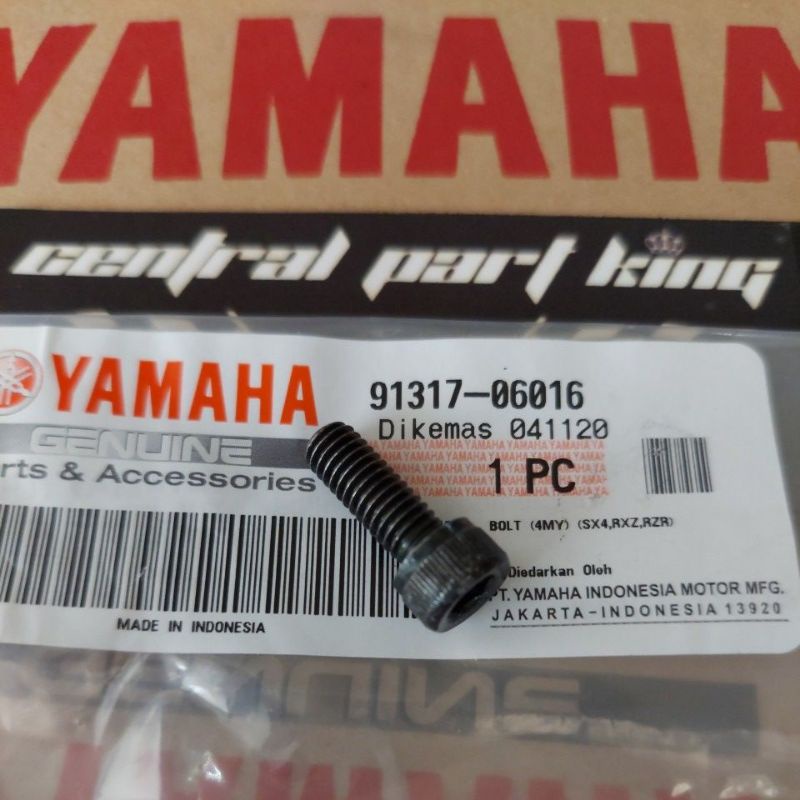 YAMAHA
central part king
YAMAHA
91317-06016
GENUINE
Dikemas 041120
rts & Accessories
1 PC
BOLT (4MY) (SX4,RXZ,RZR)
Diedarkan Oleh
PT. YAMAHA INDONESIA MOTOR MFG.
JAKARTA-INDONESIA 13920
MADE IN INDONESIA